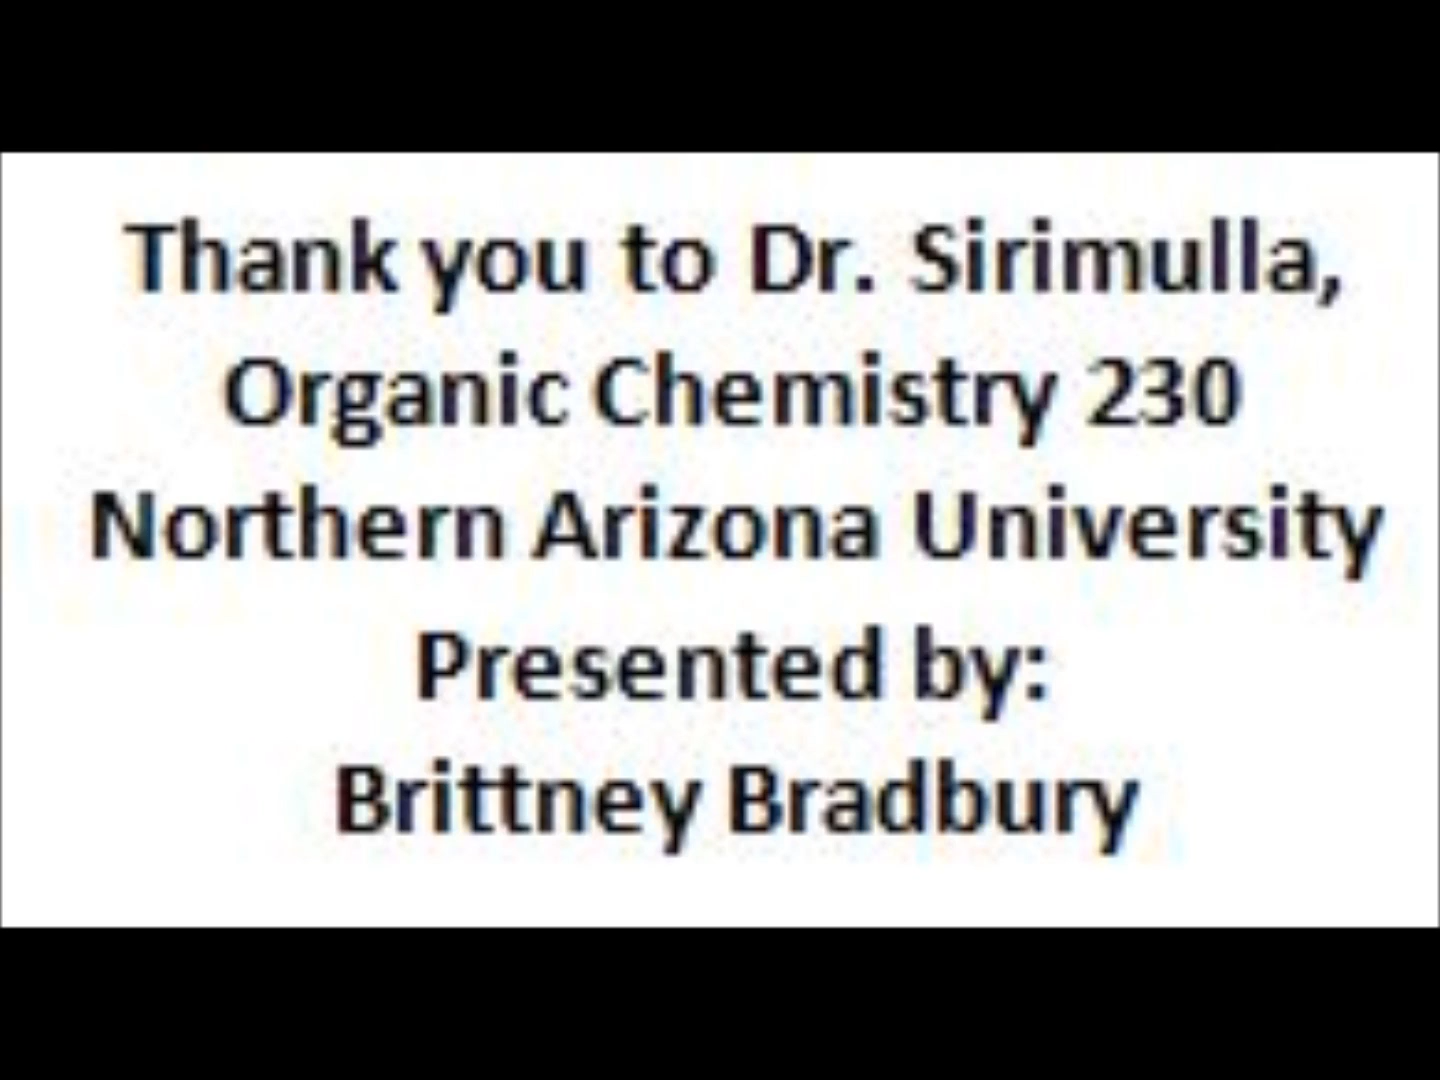 Thank you to Dr. Sirimulla,
Organic Chemistry 230
Northern Arizona University
Presented by:
Brittney Bradbury